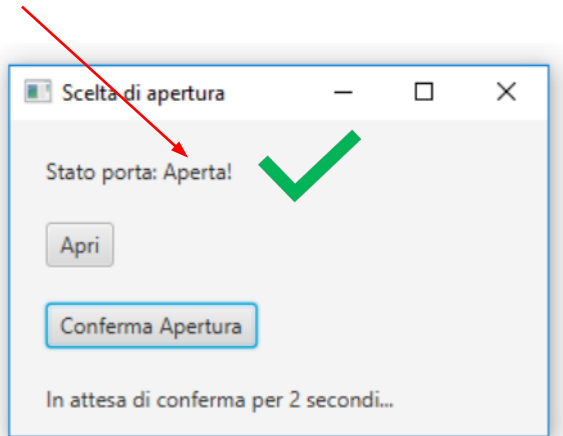 Scelta di apertura
Stato porta: Aperta!
Apri
Conferma Apertura
In attesa di conferma per 2 secondi...